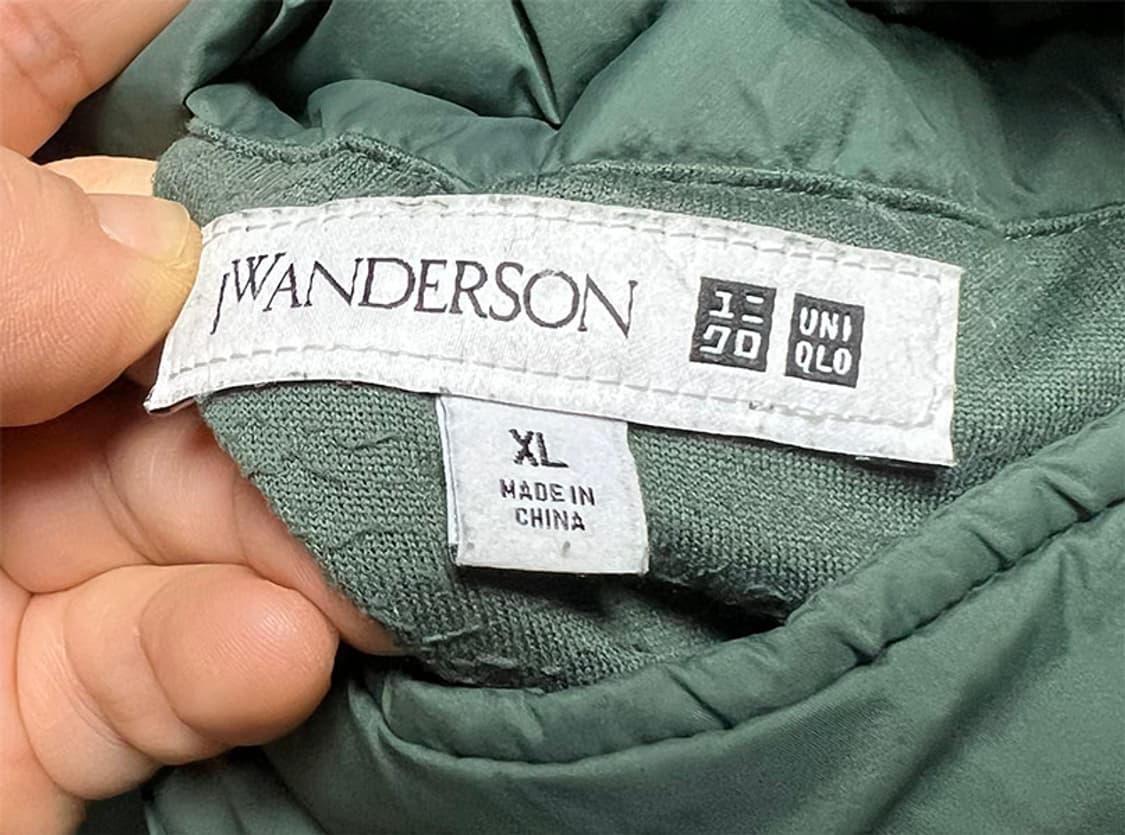 JWANDERSON
ユニ
クロ
UNI
QLO
XL
MADE IN
CHINA